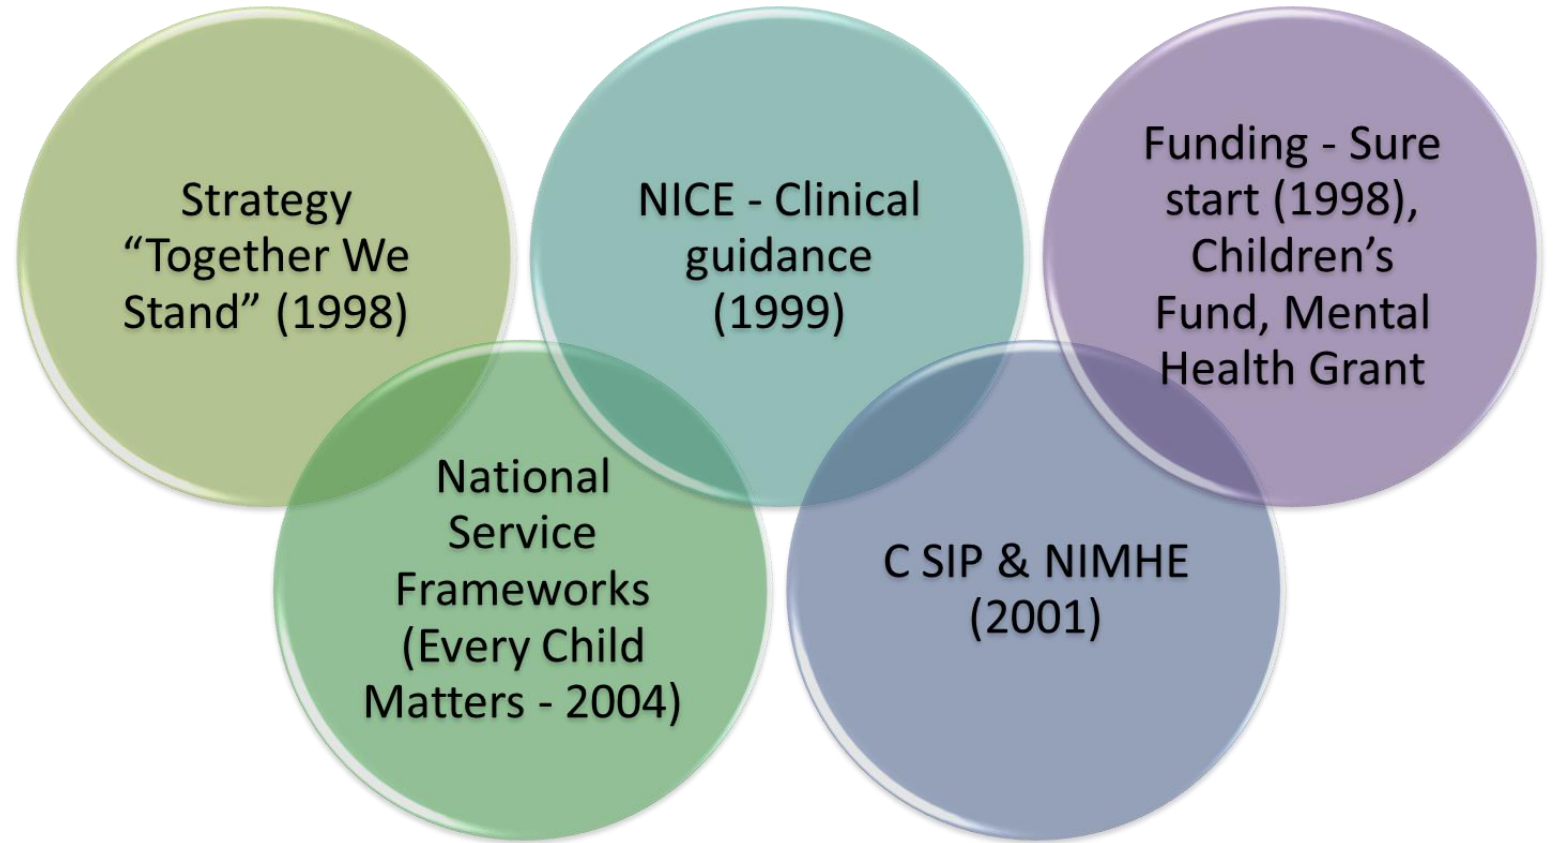 Strategy
“Together We
Stand” (1998)
National
Service
Frameworks
(Every Child
Matters - 2004)
NICE - Clinical
guidance
(1999)
C SIP & NIMHE
(2001)
Funding - Sure
start (1998),
Children’s
Fund, Mental
Health Grant